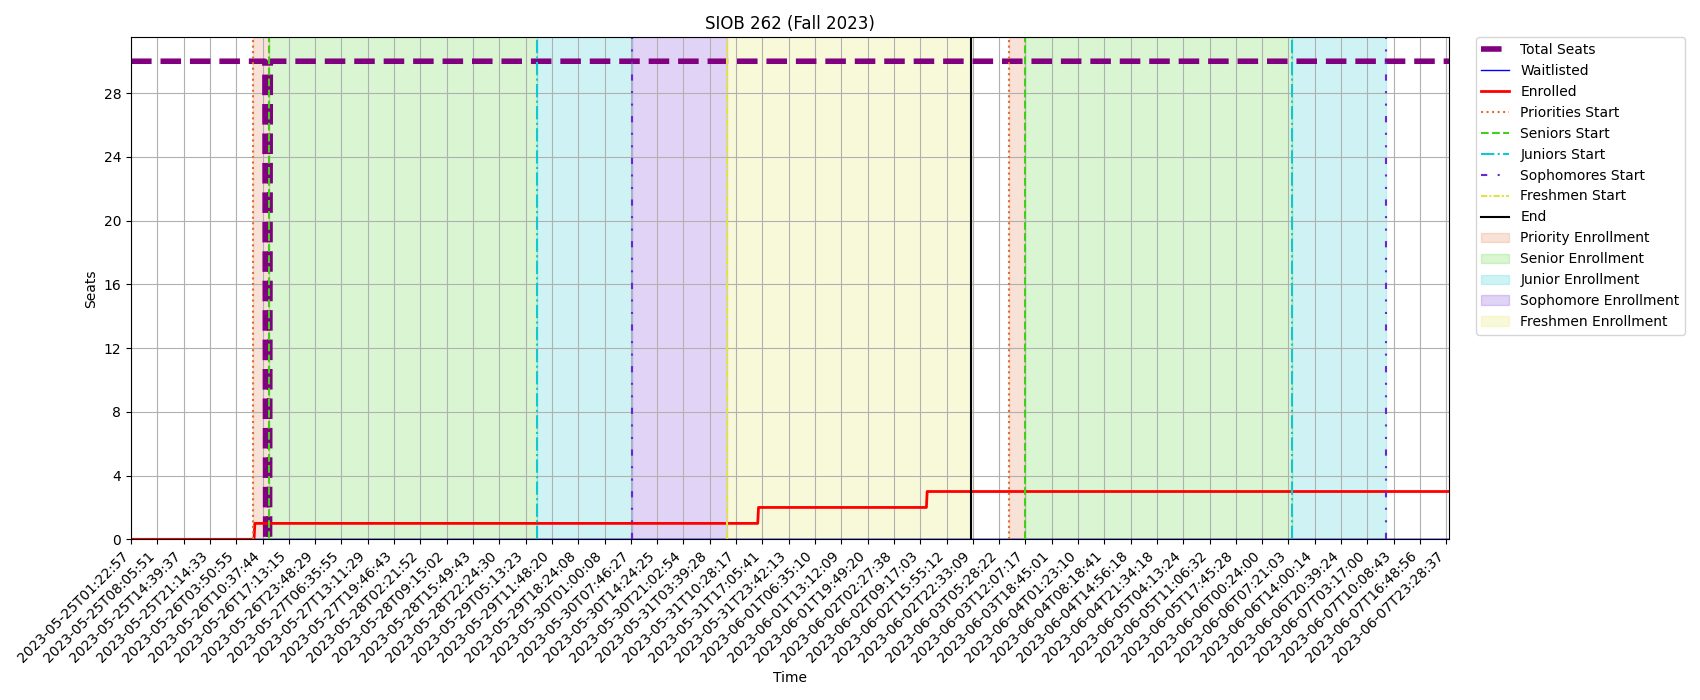 SIOB 262 (Fall 2023)
Seats
28
24
20
16
12
8
4
0
2023-05-25T01:22:57
2023-05-25T08:05:51
2023-05-25T14:39:37
2023-05-25T21:14:33
2023-05-26T03:50:55
2023-05-26T10:37:44
2023-05-26T17:13:15
2023-05-26T23:48:29
2023-05-27T06:35:55
2023-05-27T13:11:29
2023-05-27T19:46:43
2023-05-28T02:21:52
2023-05-28T09:15:02
2023-05-28T15:49:43
2023-05-28T22:24:30
2023-05-29T05:13:23
2023-05-29T11:48:20
2023-05-29T18:24:08
2023-05-30T01:00:08
2023-05-30T07:46:27
2023-05-30T14:24:25
2023-05-30T21:02:54
2023-05-31T03:39:28
2023-05-31T10:28:17
2023-05-31T17:05:41
2023-05-31T23:42:13
2023-06-01T06:35:10
2023-06-01T13:12:09
2023-06-01T19:49:20
2023-06-02T02:27:38
2023-06-02T09:17:03
2023-06-02T15:55:12
2023-06-02T22:33:09
2023-06-03T05:28:22
2023-06-03T12:07:17
2023-06-03T18:45:01
2023-06-04T01:23:10
2023-06-04T08:18:41
2023-06-04T14:56:18
2023-06-04T21:34:18
2023-06-05T04:13:24
2023-06-05T11:06:32
2023-06-05T17:45:28
2023-06-06T00:24:00
2023-06-06T07:21:03
2023-06-06T14:00:14
2023-06-06T20:39:24
2023-06-07T03:17:00
2023-06-07T10:08:43
2023-06-07T16:48:56
2023-06-07T23:28:37
Time
Total Seats
Waitlisted
Enrolled
Priorities Start
Seniors Start
Juniors Start
Sophomores Start
Freshmen Start
End
Priority Enrollment
Senior Enrollment
Junior Enrollment
Sophomore Enrollment
Freshmen Enrollment